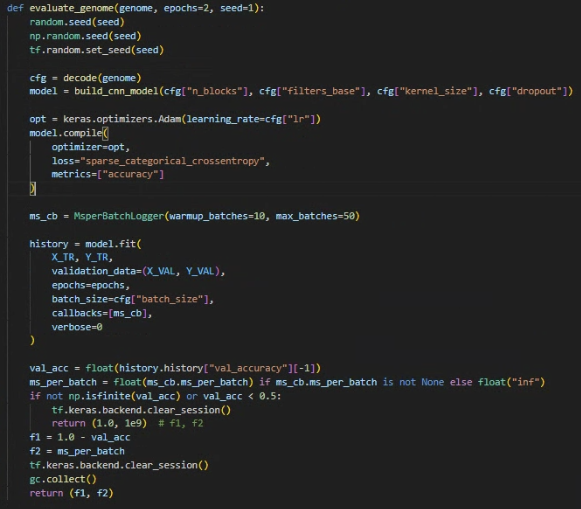 def evaluate_genome(genome, epochs=2, seed=1):
    random.seed(seed)
    np.random.seed(seed)
    tf.random.set_seed(seed)

    cfg = decode(genome)
    model = build_cnn_model(cfg["n_blocks"], cfg["filters_base"], cfg["kernel_size"], cfg["dropout"])

    opt = keras.optimizers.Adam(learning_rate=cfg["lr"])
    model.compile(
        optimizer=opt,
        loss="sparse_categorical_crossentropy",
        metrics=["accuracy"]
    )

    ms_cb = MsperBatchLogger(warmup_batches=10, max_batches=50)

    history = model.fit(
        X_TR, Y_TR,
        validation_data=(X_VAL, Y_VAL),
        epochs=epochs,
        batch_size=cfg["batch_size"],
        callbacks=[ms_cb],
        verbose=0
    )

    val_acc = float(history.history["val_accuracy"][-1])
    ms_per_batch = float(ms_cb.ms_per_batch) if ms_cb.ms_per_batch is not None else float("inf")
    if not np.isfinite(val_acc) or val_acc < 0.5:
        tf.keras.backend.clear_session()
        return (1.0, 1e9)  # f1, f2
    f1 = 1.0 - val_acc
    f2 = ms_per_batch
    tf.keras.backend.clear_session()
    gc.collect()
    return (f1, f2)